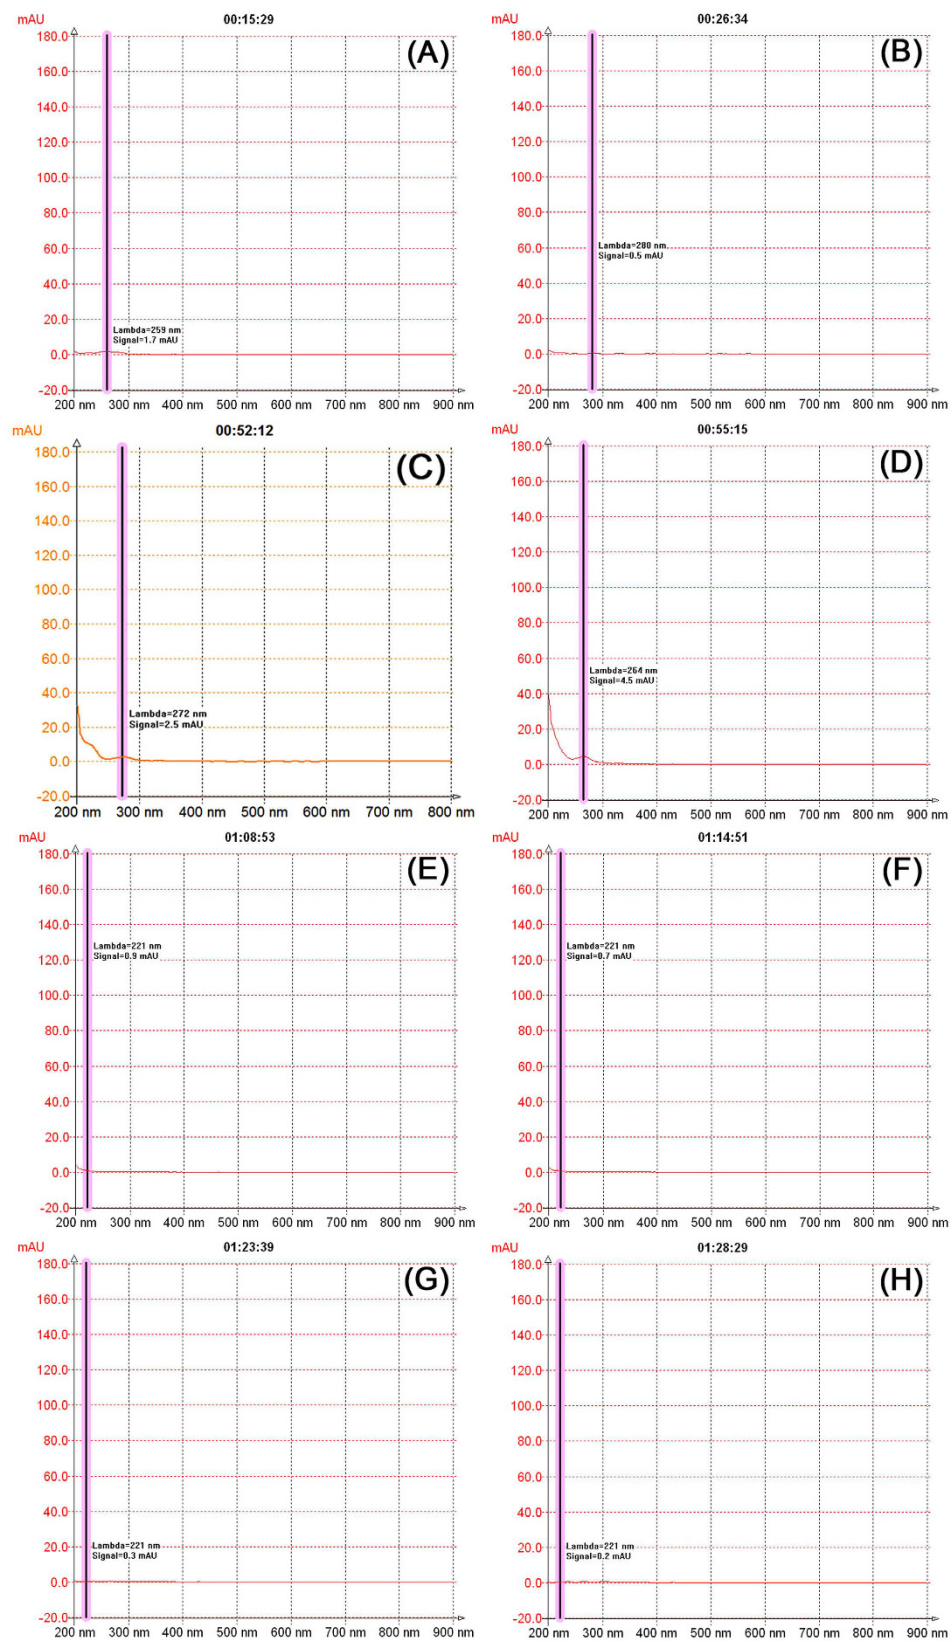 mAU
00:15:29
(A)
180.0
160.0
140.0
120.0
100.0
80.0
60.0
40.0
20.0
0.0
-20.0
Lambda=259 nm
Signal=1.7 mAU
200 nm 300 nm 400 nm 500 nm 600 nm 700 nm 800 nm 900 nm
mAU
00:26:34
(B)
180.0
160.0
140.0
120.0
100.0
80.0
60.0
40.0
20.0
0.0
-20.0
Lambda=280 nm
Signal=0.5 mAU
200 nm 300 nm 400 nm 500 nm 600 nm 700 nm 800 nm 900 nm
mAU
00:52:12
(C)
180.0
160.0
140.0
120.0
100.0
80.0
60.0
40.0
20.0
0.0
-20.0
Lambda=272 nm
Signal=2.5 mAU
200 nm 300 nm 400 nm 500 nm 600 nm 700 nm 800 nm
mAU
00:55:15
(D)
180.0
160.0
140.0
120.0
100.0
80.0
60.0
40.0
20.0
0.0
-20.0
Lambda=264 nm
Signal=4.5 mAU
200 nm 300 nm 400 nm 500 nm 600 nm 700 nm 800 nm 900 nm
mAU
01:08:53
(E)
180.0
160.0
140.0
120.0
100.0
80.0
60.0
40.0
20.0
0.0
-20.0
Lambda=221 nm
Signal=0.9 mAU
200 nm 300 nm 400 nm 500 nm 600 nm 700 nm 800 nm 900 nm
mAU
01:14:51
(F)
180.0
160.0
140.0
120.0
100.0
80.0
60.0
40.0
20.0
0.0
-20.0
Lambda=221 nm
Signal=0.7 mAU
200 nm 300 nm 400 nm 500 nm 600 nm 700 nm 800 nm 900 nm
mAU
01:23:39
(G)
180.0
160.0
140.0
120.0
100.0
80.0
60.0
40.0
20.0
0.0
-20.0
Lambda=221 nm
Signal=0.3 mAU
200 nm 300 nm 400 nm 500 nm 600 nm 700 nm 800 nm 900 nm
mAU
01:28:29
(H)
180.0
160.0
140.0
120.0
100.0
80.0
60.0
40.0
20.0
0.0
-20.0
Lambda=221 nm
Signal=0.2 mAU
200 nm 300 nm 400 nm 500 nm 600 nm 700 nm 800 nm 900 nm